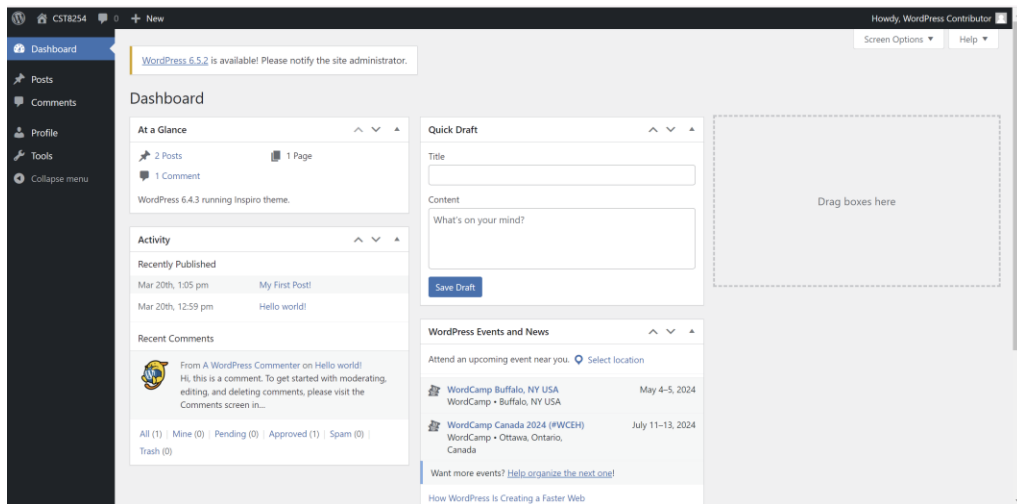 CST8254 0 + New
Howdy, WordPress Contributor
Screen Options ▼ Help ▼
Dashboard
Posts
Comments
Profile
Tools
Collapse menu
WordPress 6.5.2 is available! Please notify the site administrator.
Dashboard
At a Glance
2 Posts
1 Page
1 Comment
WordPress 6.4.3 running Inspiro theme.
Activity
Recently Published
Mar 20th, 1:05 pm My First Post!
Mar 20th, 12:59 pm Hello world!
Recent Comments
From A WordPress Commenter on Hello world!
Hi, this is a comment. To get started with moderating,
editing, and deleting comments, please visit the
Comments screen in…
All (1) | Mine (0) | Pending (0) | Approved (1) | Spam (0) |
Trash (0)
Quick Draft
Title
Content
What's on your mind?
Save Draft
WordPress Events and News
Attend an upcoming event near you. Select location
WordCamp Buffalo, NY USA May 4–5, 2024
WordCamp • Buffalo, NY USA
WordCamp Canada 2024 (#WCEH) July 11–13, 2024
WordCamp • Ottawa, Ontario,
Canada
Want more events? Help organize the next one!
How WordPress Is Creating a Faster Web
Drag boxes here